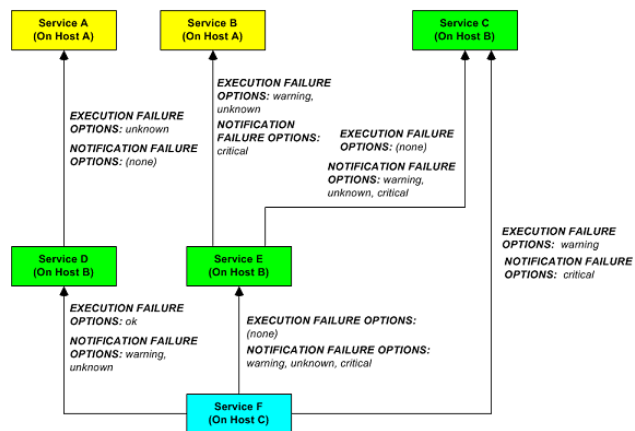 Service A
(On Host A)
Service B
(On Host A)
Service C
(On Host B)
EXECUTION FAILURE
OPTIONS: unknown
NOTIFICATION FAILURE
OPTIONS: (none)
EXECUTION FAILURE
OPTIONS: warning,
unknown
NOTIFICATION
FAILURE OPTIONS:
critical
EXECUTION FAILURE
OPTIONS: (none)
NOTIFICATION FAILURE
OPTIONS: warning,
unknown, critical
EXECUTION FAILURE
OPTIONS: warning
NOTIFICATION FAILURE
OPTIONS: critical
Service D
(On Host B)
Service E
(On Host B)
EXECUTION FAILURE
OPTIONS: ok
NOTIFICATION FAILURE
OPTIONS: warning,
unknown
EXECUTION FAILURE OPTIONS:
(none)
NOTIFICATION FAILURE OPTIONS:
warning, unknown, critical
Service F
(On Host C)